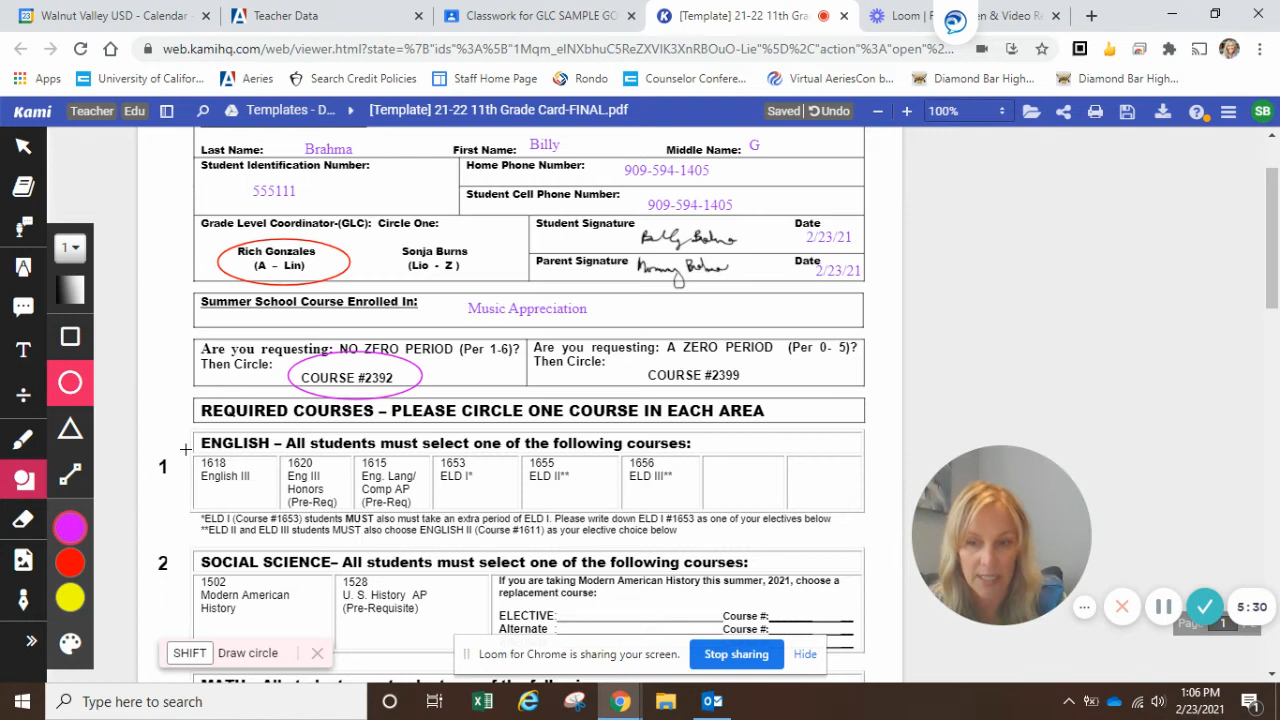 Walnut Valley USD - Calendar
Teacher Data
Classwork for GLC SAMPLE GO
[Template] 21-22 11th Gra
Loom | F
en & Video Re
web.kamihq.com/web/viewer.html?state=%7B"ids"%3A%5B"1Mqm_eINXbhuC5ReZXVIK3XnRBOuO-Lie"%5D%2C"action"%3A"open"%2...
Apps
University of Califor...
Aeries
Search Credit Policies
Staff Home Page
Rondo
Counselor Conferenc...
Virtual AeriesCon b...
Diamond Bar High...
Diamond Bar High...
Kami Teacher Edu
Templates - D...
[Template] 21-22 11th Grade Card-FINAL.pdf
Saved Undo
100%
SB
Last Name: Brahma First Name: Billy Middle Name: G
Student Identification Number: 555111
Home Phone Number: 909-594-1405
Student Cell Phone Number: 909-594-1405
Grade Level Coordinator-(GLC): Circle One:
Rich Gonzales
(A - Lin)
Sonja Burns
(Lio - Z )
Student Signature Billy Brahma Date 2/23/21
Parent Signature Date 2/23/21
Summer School Course Enrolled In: Music Appreciation
Are you requesting: NO ZERO PERIOD (Per 1-6)?
Then Circle:
COURSE #2392
Are you requesting: A ZERO PERIOD (Per 0- 5)?
Then Circle:
COURSE #2399
REQUIRED COURSES – PLEASE CIRCLE ONE COURSE IN EACH AREA
1
ENGLISH – All students must select one of the following courses:
1618
English III
1620
Eng III
Honors
(Pre-Req)
1615
Eng. Lang/
Comp AP
(Pre-Req)
1653
ELD I*
1655
ELD II**
1656
ELD III**
*ELD I (Course #1653) students MUST also must take an extra period of ELD I. Please write down ELD I #1653 as one of your electives below
**ELD II and ELD III students MUST also choose ENGLISH II (Course #1611) as your elective choice below
2
SOCIAL SCIENCE– All students must select one of the following courses:
1502
Modern American
History
1528
U. S. History AP
(Pre-Requisite)
If you are taking Modern American History this summer, 2021, choose a
replacement course:
ELECTIVE: Course #:
Alternate : Course #:
SHIFT Draw circle
Loom for Chrome is sharing your screen.
Stop sharing
Hide
5:30
Page 1
Type here to search
1:06 PM
2/23/2021